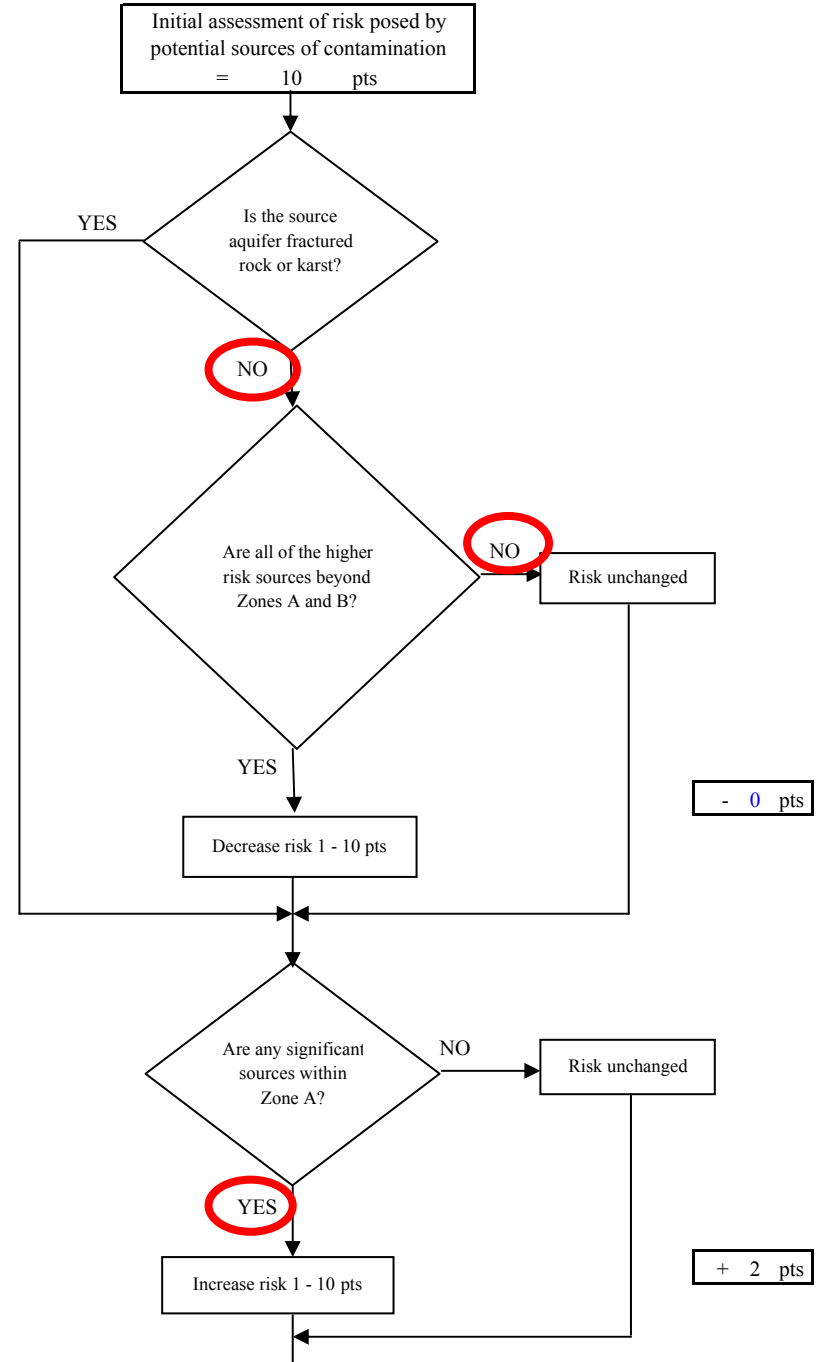 Initial assessment of risk posed by
potential sources of contamination
= 10 pts
YES
Is the source
aquifer fractured
rock or karst?
NO
Are all of the higher
risk sources beyond
Zones A and B?
NO
Risk unchanged
YES
- 0 pts
Decrease risk 1 - 10 pts
Are any significant
sources within
Zone A?
NO
Risk unchanged
YES
+ 2 pts
Increase risk 1 - 10 pts